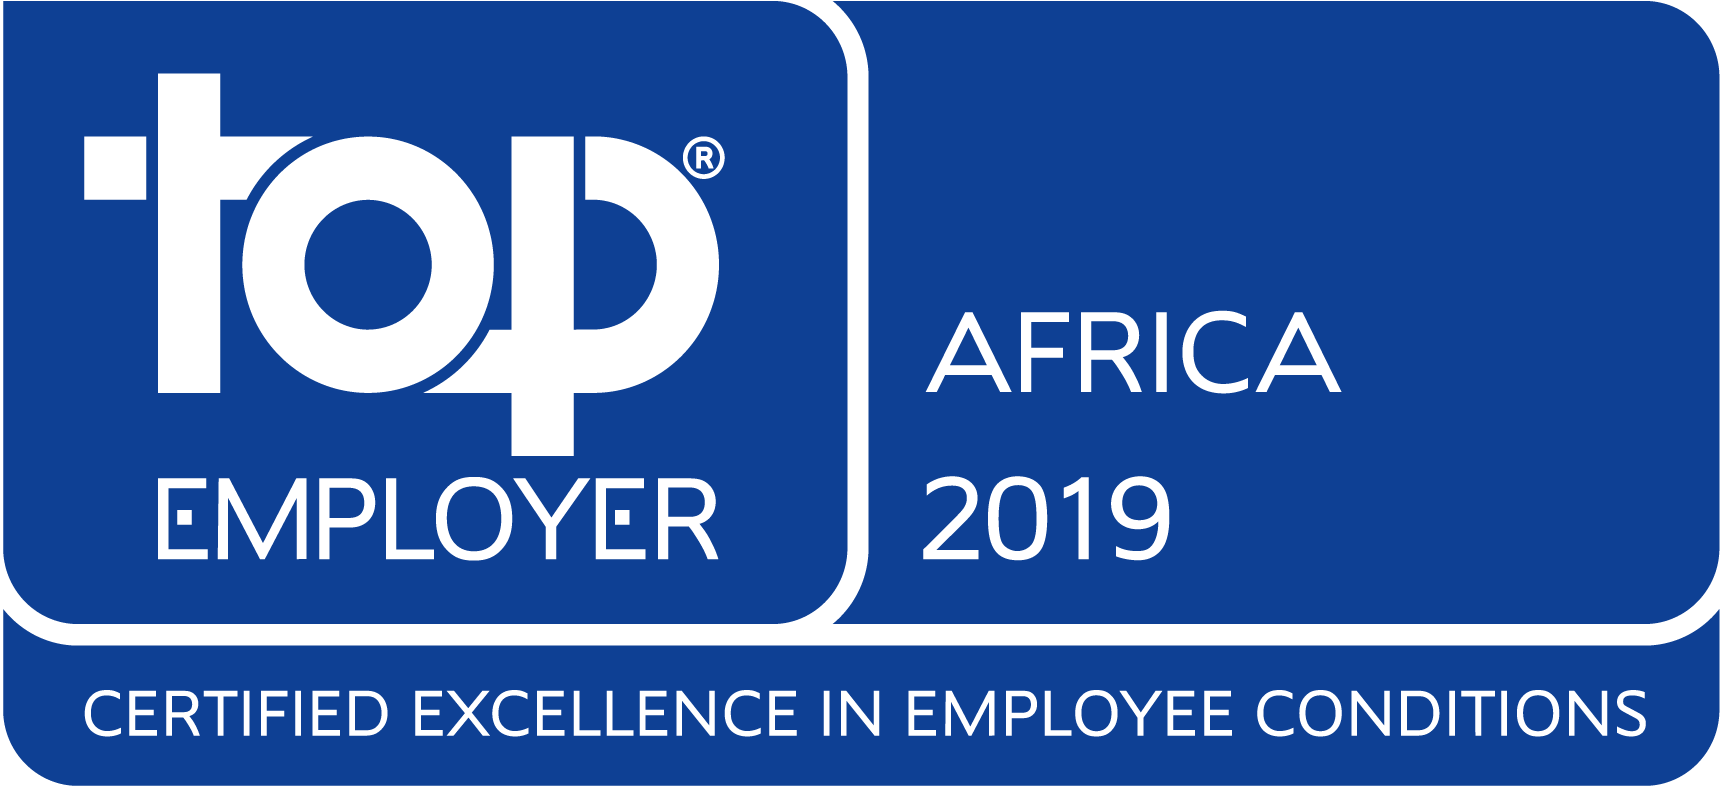 top®
EMPLOYER
AFRICA
2019
CERTIFIED EXCELLENCE IN EMPLOYEE CONDITIONS